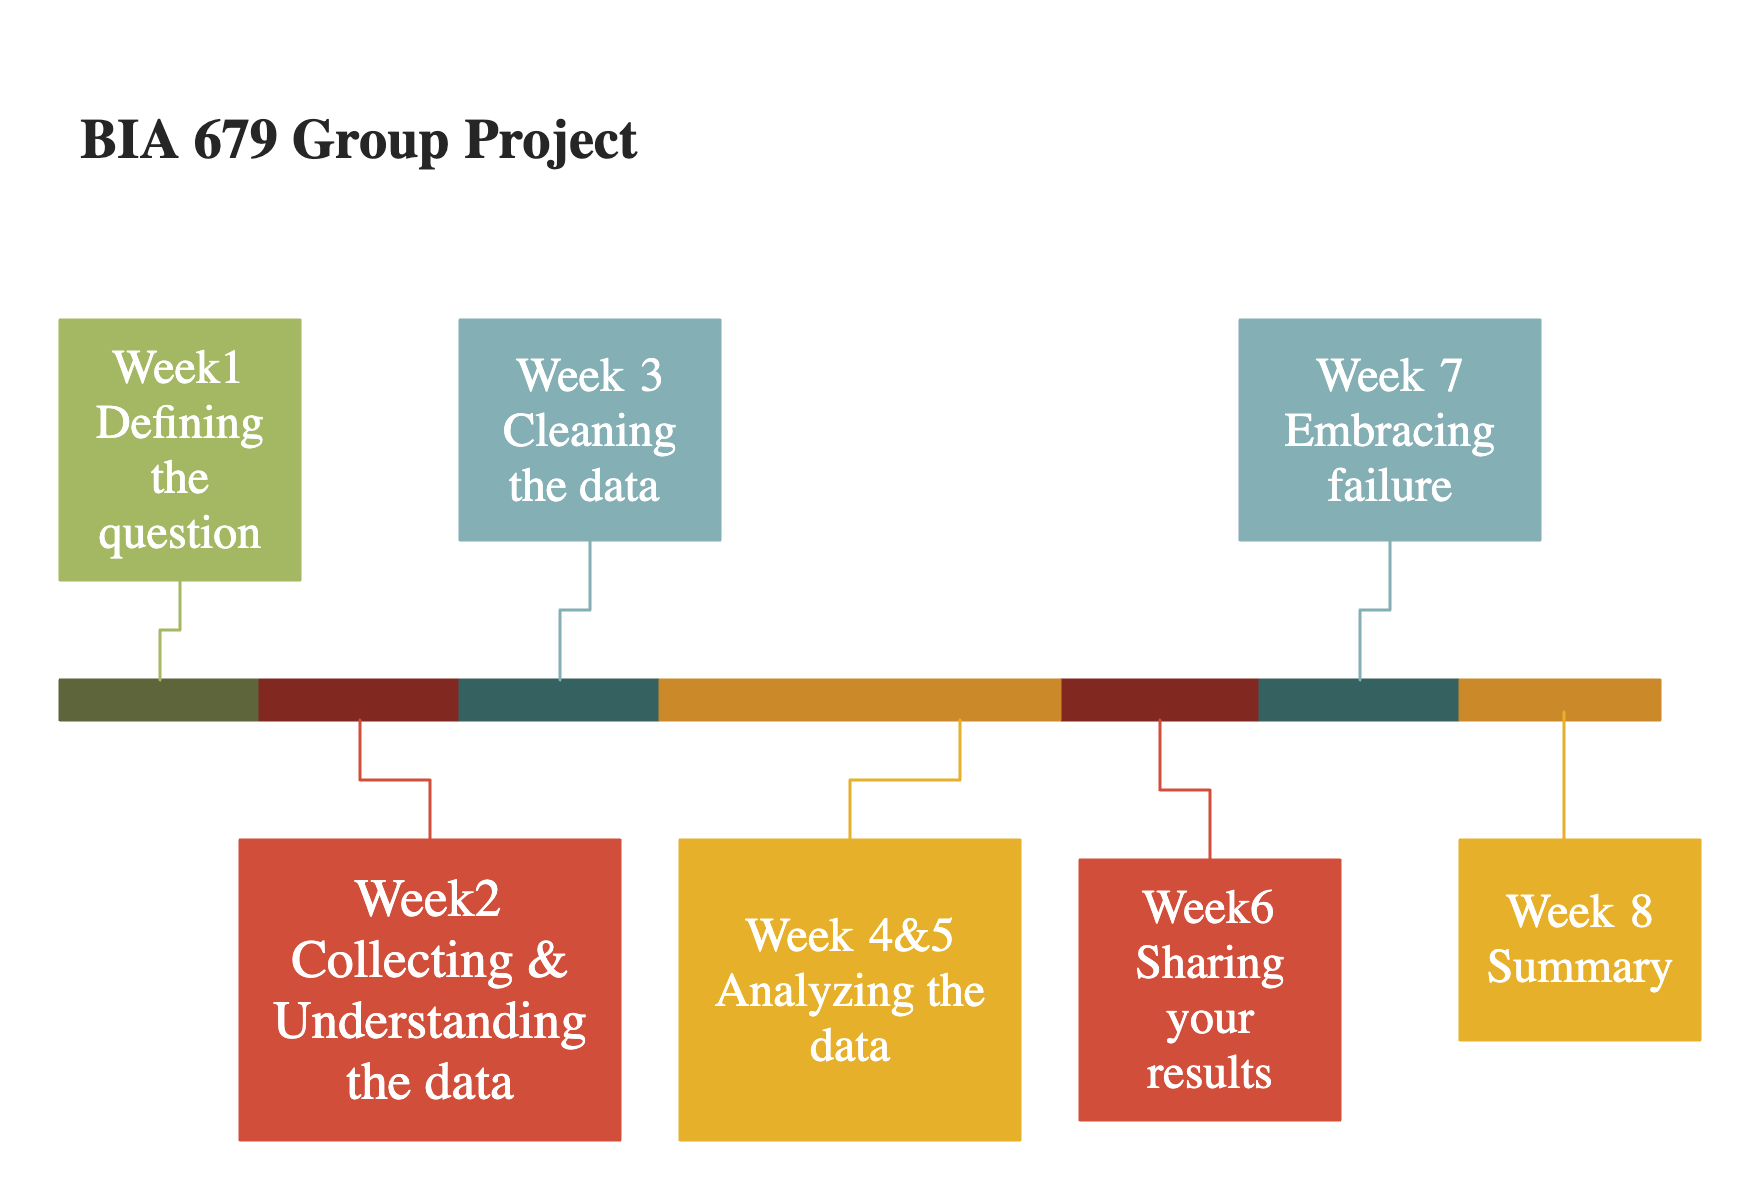 BIA 679 Group Project
Week1
Defining
the
question
Week2
Collecting &
Understanding
the data
Week 3
Cleaning
the data
Week 4&5
Analyzing the
data
Week6
Sharing
your
results
Week 7
Embracing
failure
Week 8
Summary